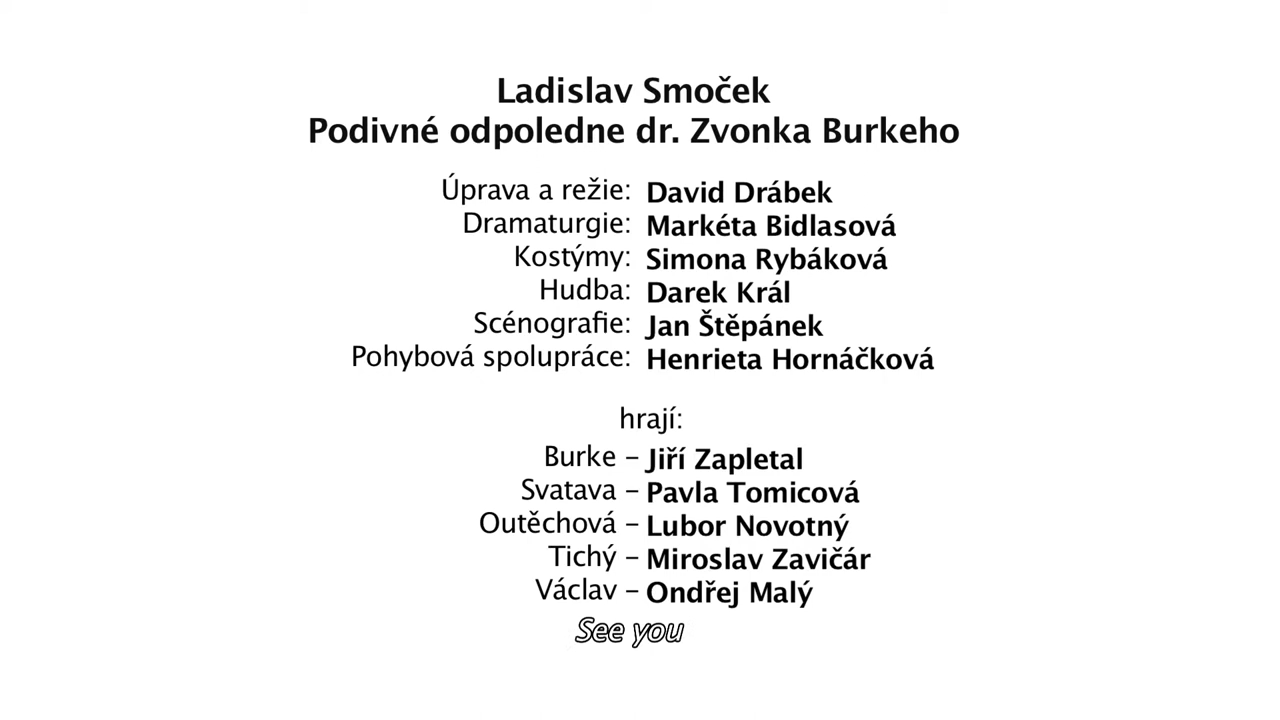 Ladislav Smoček
Podivné odpoledne dr. Zvonka Burkeho
Úprava a režie: David Drábek
Dramaturgie: Markéta Bidlasová
Kostýmy: Simona Rybáková
Hudba: Darek Král
Scénografie: Jan Štěpánek
Pohybová spolupráce: Henrieta Hornáčková
hrají:
Burke – Jiří Zapletal
Svatava – Pavla Tomicová
Outěchová – Lubor Novotný
Tichý – Miroslav Zavičár
Václav – Ondřej Malý
See you